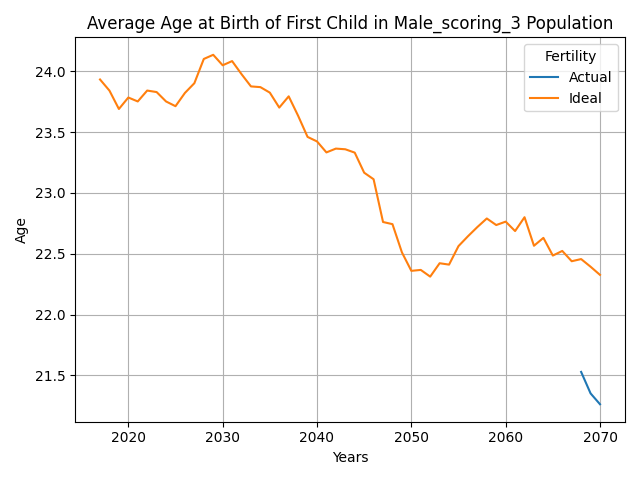 Average Age at Birth of First Child in Male_scoring_3 Population
Fertility
Actual
Ideal
24.0
23.5
23.0
22.5
22.0
21.5
Age
2020 2030 2040 2050 2060 2070
Years